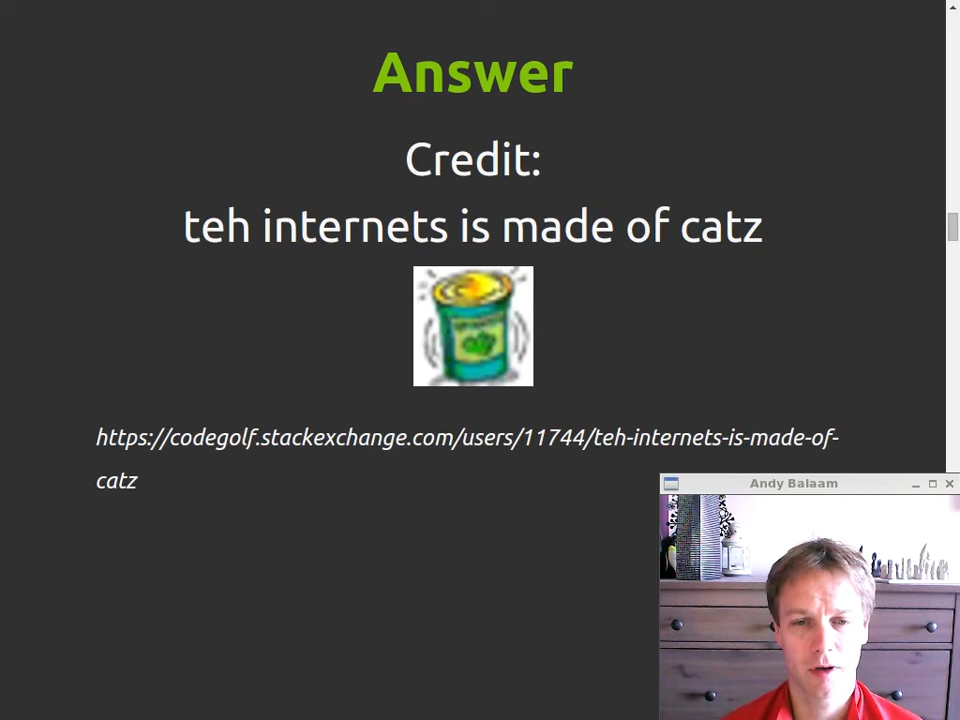 Answer
Credit:
teh internets is made of catz
https://codegolf.stackexchange.com/users/11744/teh-internets-is-made-of-
catz
Andy Balaam